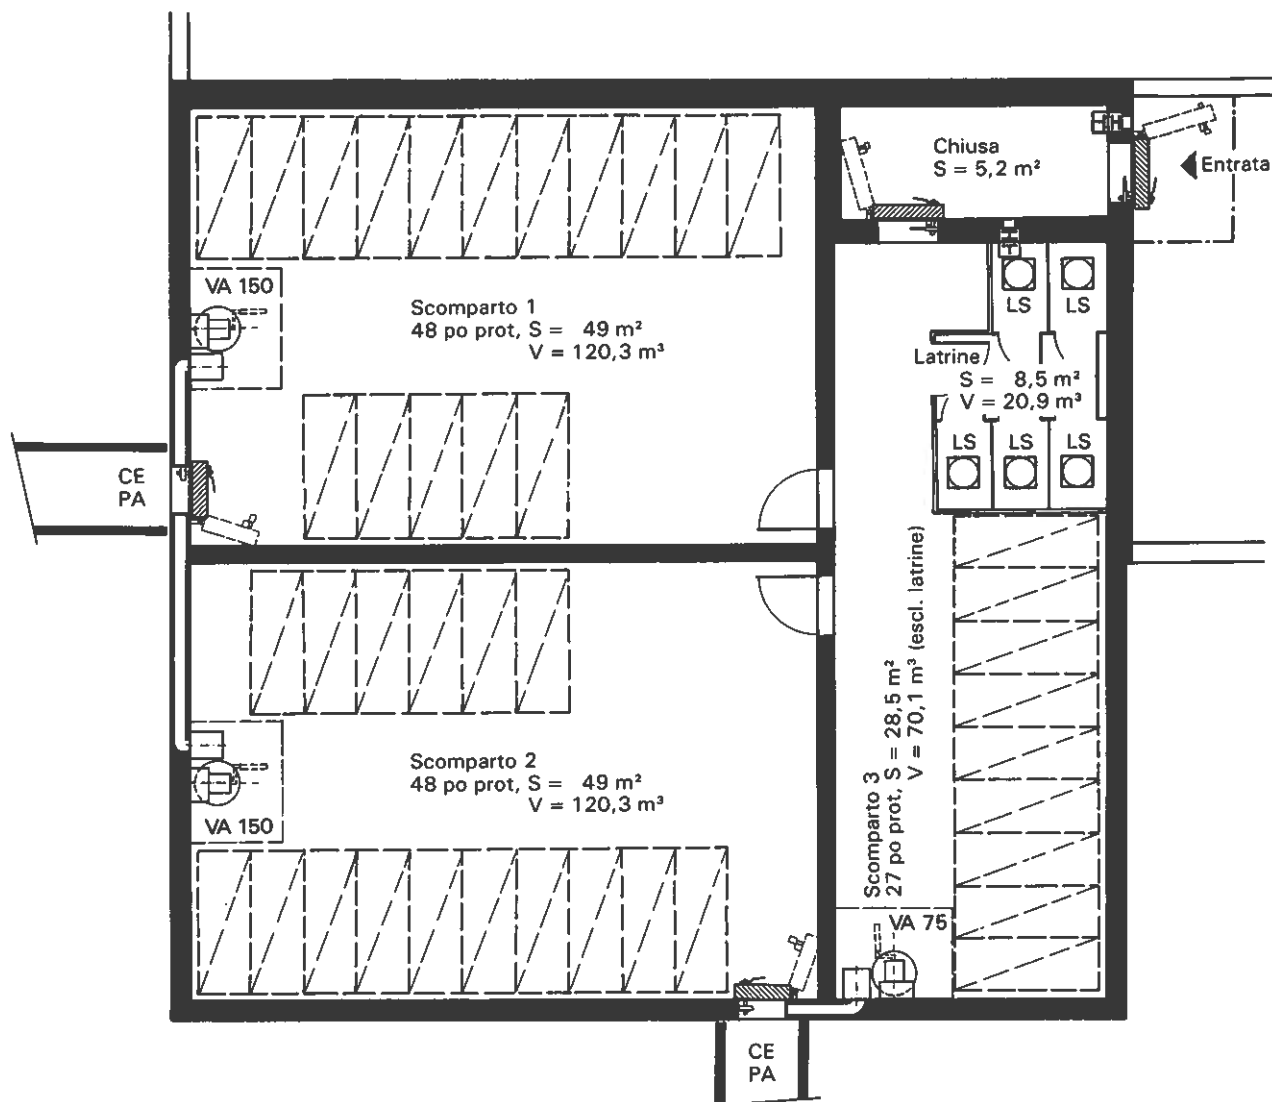 Chiusa
S = 5,2 m²
Entrata
VA 150
Scomparto 1
48 po prot, S = 49 m²
V = 120,3 m³
LS
LS
Latrine
S = 8,5 m²
V = 20,9 m³
LS
LS
LS
CE
PA
Scomparto 2
48 po prot, S = 49 m²
V = 120,3 m³
VA 150
Scomparto 3
27 po prot, S = 28,5 m²
V = 70,1 m³ (escl. latrine)
VA 75
CE
PA